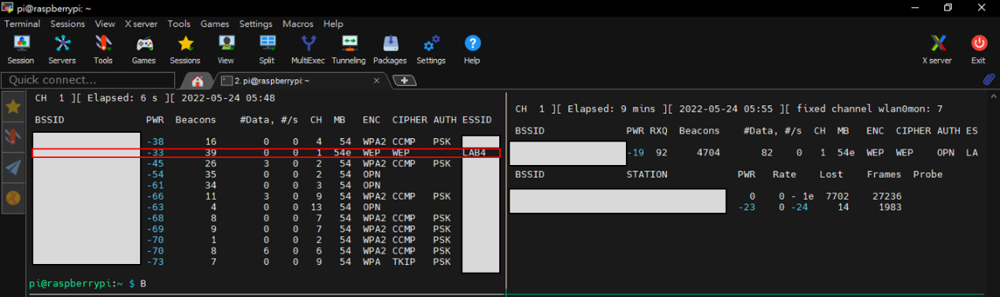 pi@raspberrypi: ~
Terminal Sessions View X server Tools Games Settings Macros Help
Session Servers Tools Games Sessions View Split MultiExec Tunneling Packages Settings Help X server Exit
Quick connect... 2. pi@raspberrypi: ~
CH 1 ][ Elapsed: 6 s ][ 2022-05-24 05:48
BSSID PWR Beacons #Data, #/s CH MB ENC CIPHER AUTH ESSID
-38 16 0 0 4 54 WPA2 CCMP PSK
-33 39 0 0 1 54e WEP WEP LAB4
-45 26 3 0 2 54 WPA2 CCMP PSK
-54 35 0 0 2 54 OPN
-61 34 0 0 3 54 OPN
-66 11 3 0 9 54 WPA2 CCMP PSK
-63 4 0 0 13 54 OPN
-68 8 0 0 7 54 WPA2 CCMP PSK
-69 9 0 0 7 54 WPA2 CCMP PSK
-70 1 0 0 2 54 WPA2 CCMP PSK
-70 8 6 0 6 54 WPA2 CCMP PSK
-73 7 0 0 9 54 WPA TKIP PSK
pi@raspberrypi:~ $ B
CH 1 ][ Elapsed: 9 mins ][ 2022-05-24 05:55 ][ fixed channel wlan0mon: 7
BSSID PWR RXQ Beacons #Data, #/s CH MB ENC CIPHER AUTH ES
-19 92 4704 82 0 1 54e WEP WEP OPN LA
BSSID STATION PWR Rate Lost Frames Probe
0 0 - 1e 7702 27236
-23 0 -24 14 1983